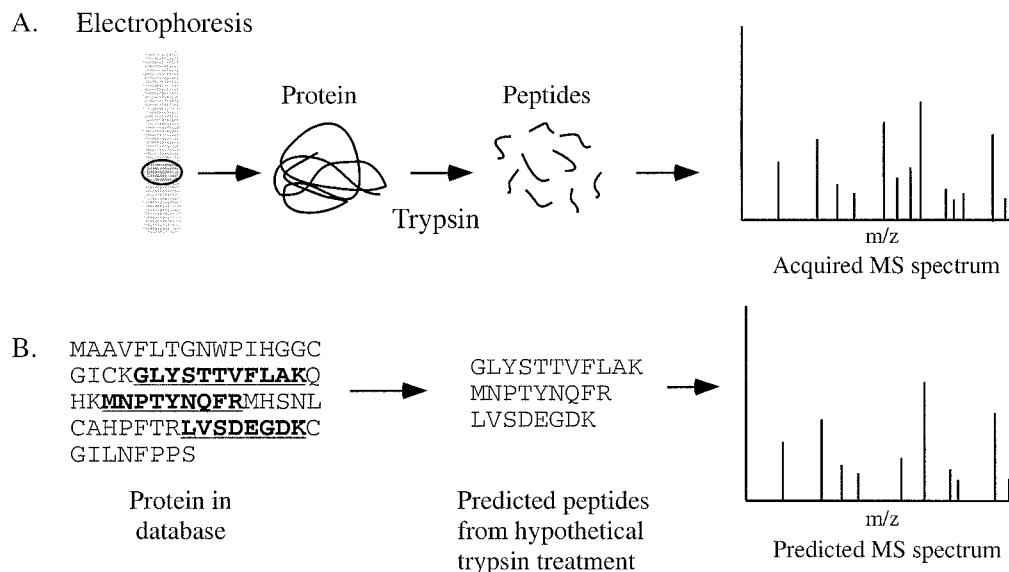 A. Electrophoresis
Protein
Peptides
Trypsin
m/z
Acquired MS spectrum
B.
MAAVFLTGNWPIHGGC
GICKGLYSTTVFLAKQ
HKMNPTYNQFRMHSNL
CAHPFTRLVSDEGDKC
GILNFPPS
GLYSTTVFLAK
MNPTYNQFR
LVSDEGDK
Protein in
database
Predicted peptides
from hypothetical
trypsin treatment
m/z
Predicted MS spectrum